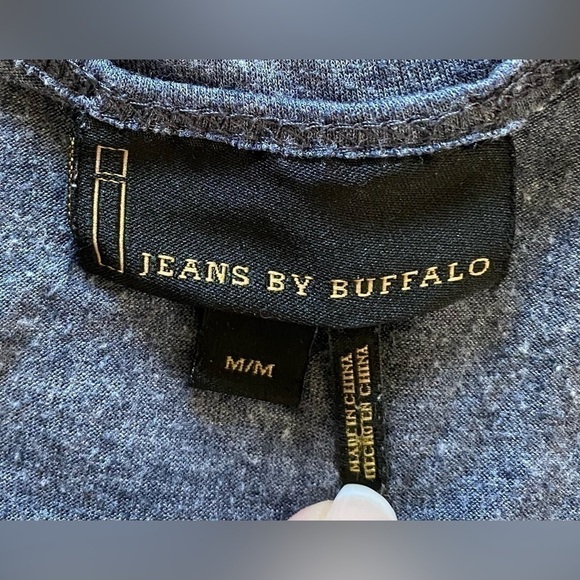 i JEANS BY BUFFALO
M/M
MADE IN CHINA
HECHO EN CHINA